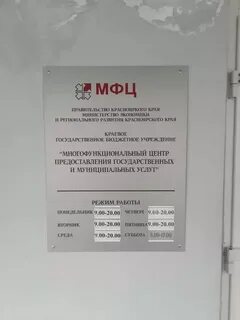 МФЦ
ПРАВИТЕЛЬСТВО КРАСНОЯРСКОГО КРАЯ
МИНИСТЕРСТВО ЭКОНОМИКИ
И РЕГИОНАЛЬНОГО РАЗВИТИЯ КРАСНОЯРСКОГО КРАЯ
КРАЕВОЕ
ГОСУДАРСТВЕННОЕ БЮДЖЕТНОЕ УЧРЕЖДЕНИЕ
"МНОГОФУНКЦИОНАЛЬНЫЙ ЦЕНТР
ПРЕДОСТАВЛЕНИЯ ГОСУДАРСТВЕННЫХ
И МУНИЦИПАЛЬНЫХ УСЛУГ"
РЕЖИМ РАБОТЫ
ПОНЕДЕЛЬНИК 9.00-20.00 ЧЕТВЕРГ 9.00-20.00
ВТОРНИК 9.00-20.00 ПЯТНИЦА 9.00-20.00
СРЕДА 9.00-20.00 СУББОТА